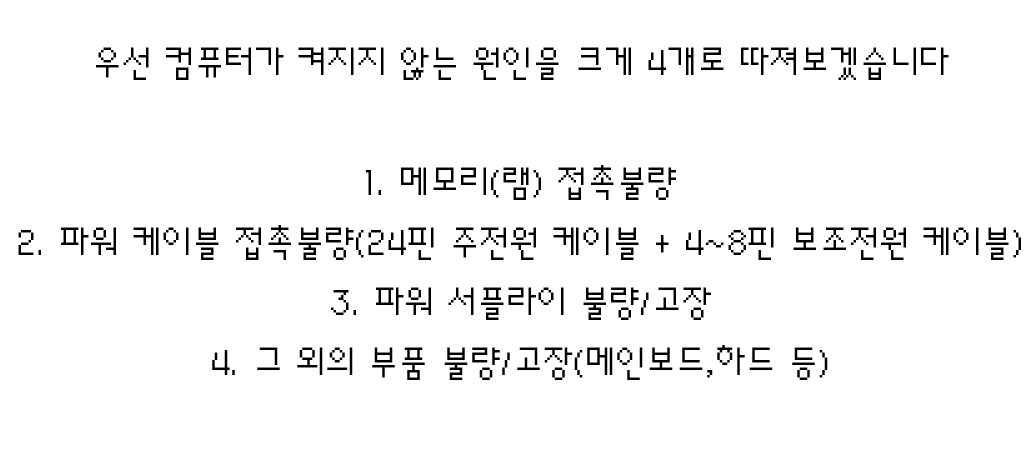 우선 컴퓨터가 켜지지 않는 원인을 크게 4개로 따져보겠습니다
1. 메모리(램) 접촉불량
2. 파워 케이블 접촉불량(24핀 주전원 케이블 + 4~8핀 보조전원 케이블)
3. 파워 서플라이 불량/고장
4. 그 외의 부품 불량/고장(메인보드,하드 등)